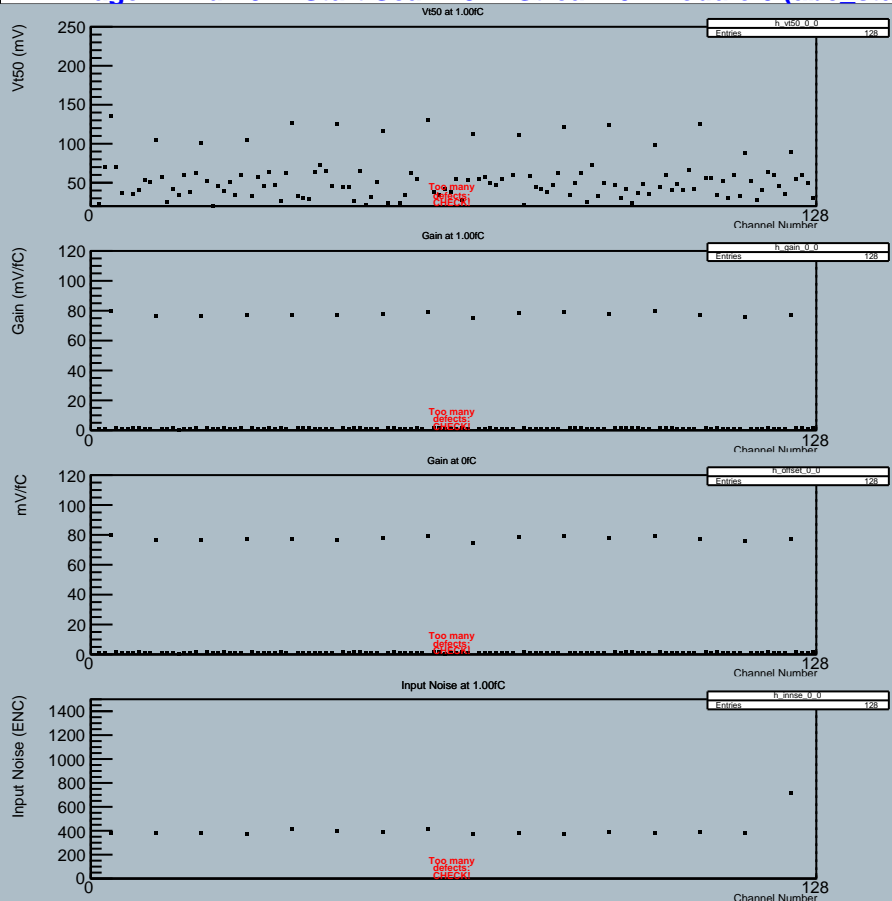 Vt50 at 1.00fC
h_vt50_0_0
Entries 128
Vt50 (mV)
250
200
150
100
50
Too many
defects:
CHECK!
0
128
Channel Number
Gain at 1.00fC
h_gain_0_0
Entries 128
Gain (mV/fC)
120
100
80
60
40
20
0
Too many
defects:
CHECK!
0
128
Channel Number
Gain at 0fC
h_offset_0_0
Entries 128
mV/fC
120
100
80
60
40
20
0
Too many
defects:
CHECK!
0
128
Channel Number
Input Noise at 1.00fC
h_innse_0_0
Entries 128
Input Noise (ENC)
1400
1200
1000
800
600
400
200
0
Too many
defects:
CHECK!
0
128
Channel Number